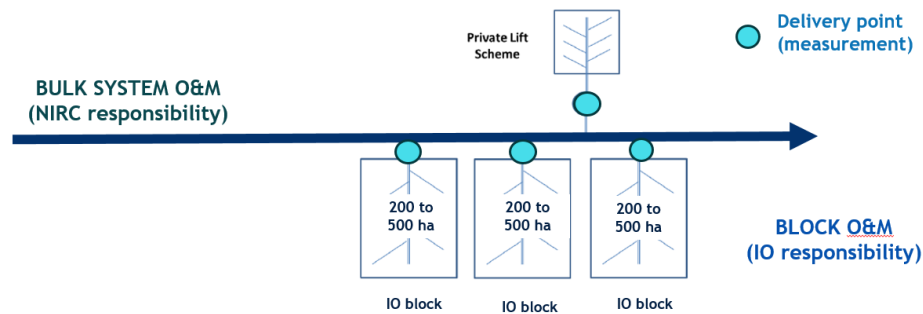 Delivery point
(measurement)
Private Lift
Scheme
BULK SYSTEM O&M
(NIRC responsibility)
200 to
500 ha
200 to
500 ha
200 to
500 ha
BLOCK O&M
(IO responsibility)
IO block
IO block
IO block